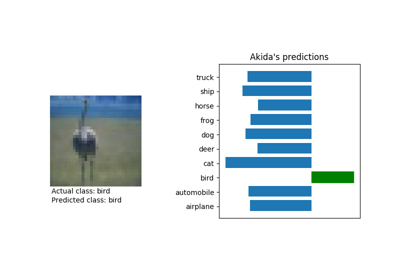 Akida's predictions
truck
ship
horse
frog
dog
deer
cat
bird
automobile
airplane
Actual class: bird
Predicted class: bird